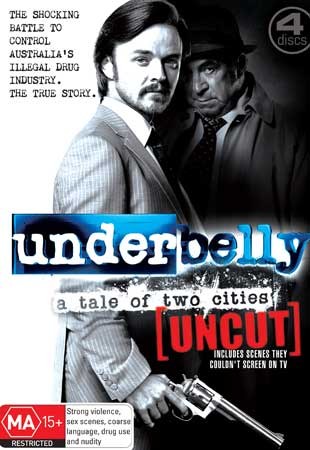 THE SHOCKING
BATTLE TO
CONTROL
AUSTRALIA'S
ILLEGAL DRUG
INDUSTRY.
THE TRUE STORY.
4
discs
underbelly
a tale of two cities
[UNCUT]
INCLUDES SCENES THEY
COULDN'T SCREEN ON TV
MA 15+
RESTRICTED
Strong violence,
sex scenes, coarse
language, drug use
and nudity